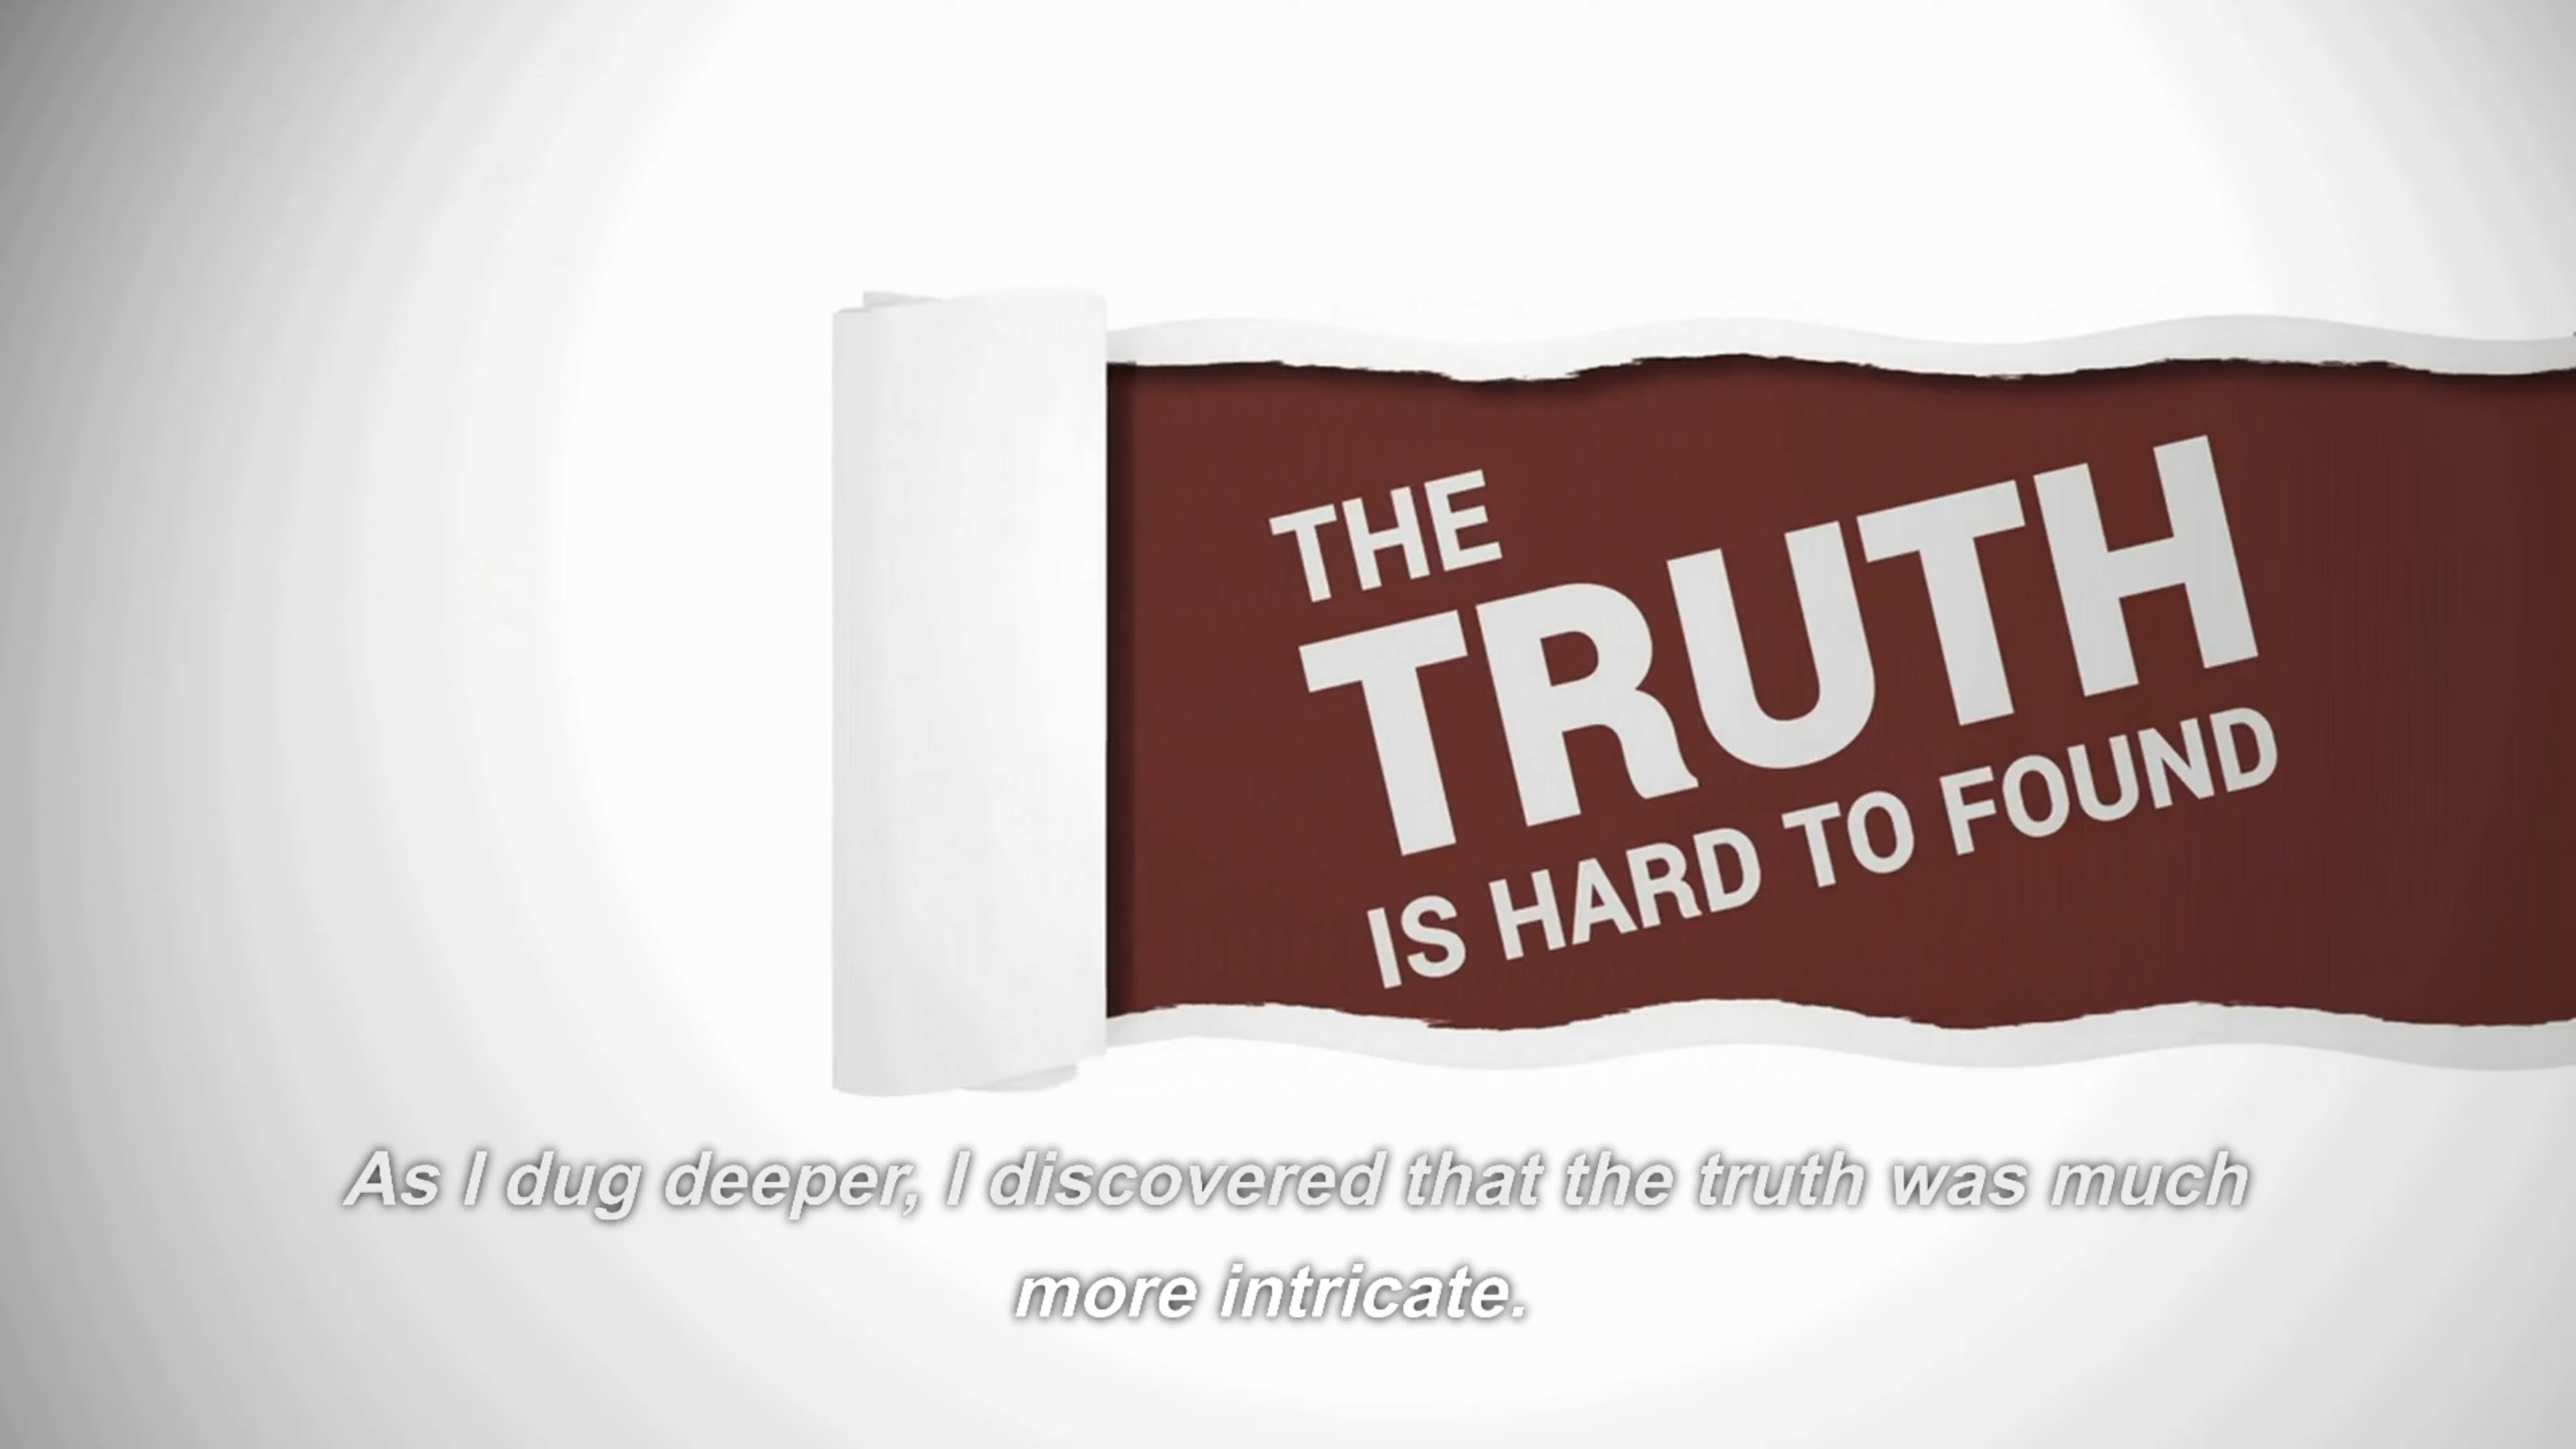 THE
TRUTH
IS HARD TO FOUND
As I dug deeper, I discovered that the truth was much
more intricate.